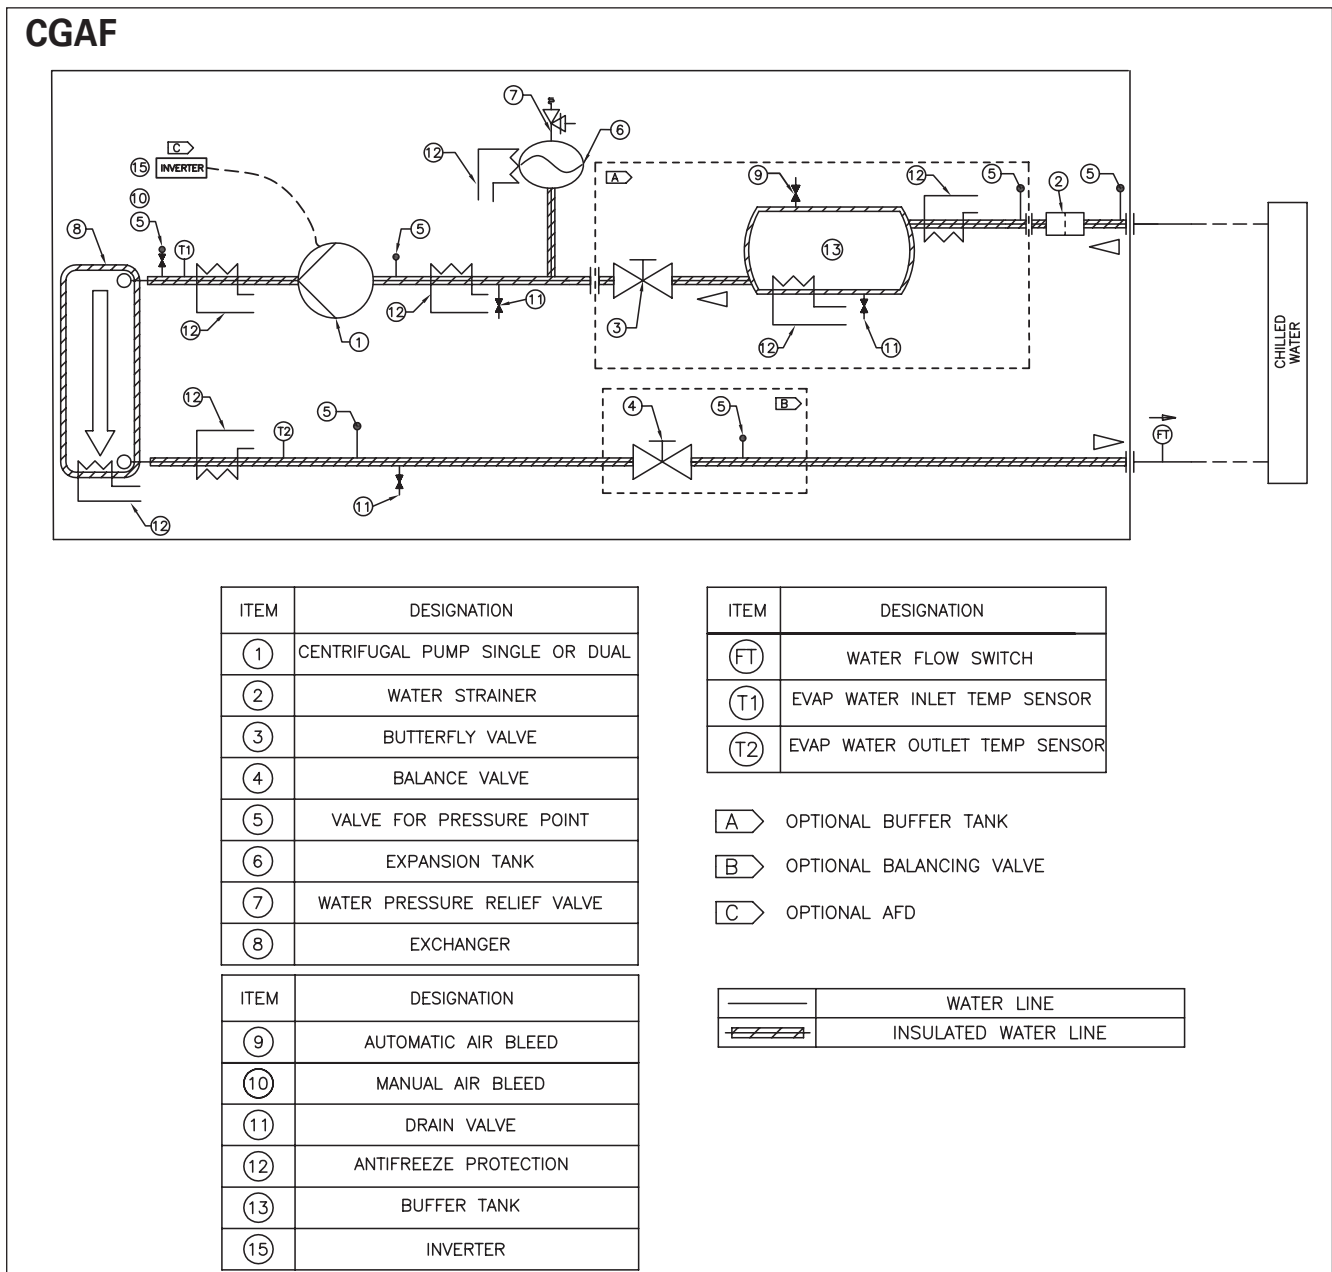 CGAF
7
6
12
C
15 INVERTER
10
A
9
12
5
2
5
8
5
T1
5
13
12
12
11
1
3
12
11
CHILLED
WATER
12
5
4
5
B
T2
FT
11
12
ITEM DESIGNATION
1 CENTRIFUGAL PUMP SINGLE OR DUAL
2 WATER STRAINER
3 BUTTERFLY VALVE
4 BALANCE VALVE
5 VALVE FOR PRESSURE POINT
6 EXPANSION TANK
7 WATER PRESSURE RELIEF VALVE
8 EXCHANGER
ITEM DESIGNATION
9 AUTOMATIC AIR BLEED
10 MANUAL AIR BLEED
11 DRAIN VALVE
12 ANTIFREEZE PROTECTION
13 BUFFER TANK
15 INVERTER
ITEM DESIGNATION
FT WATER FLOW SWITCH
T1 EVAP WATER INLET TEMP SENSOR
T2 EVAP WATER OUTLET TEMP SENSOR
A OPTIONAL BUFFER TANK
B OPTIONAL BALANCING VALVE
C OPTIONAL AFD
WATER LINE
INSULATED WATER LINE